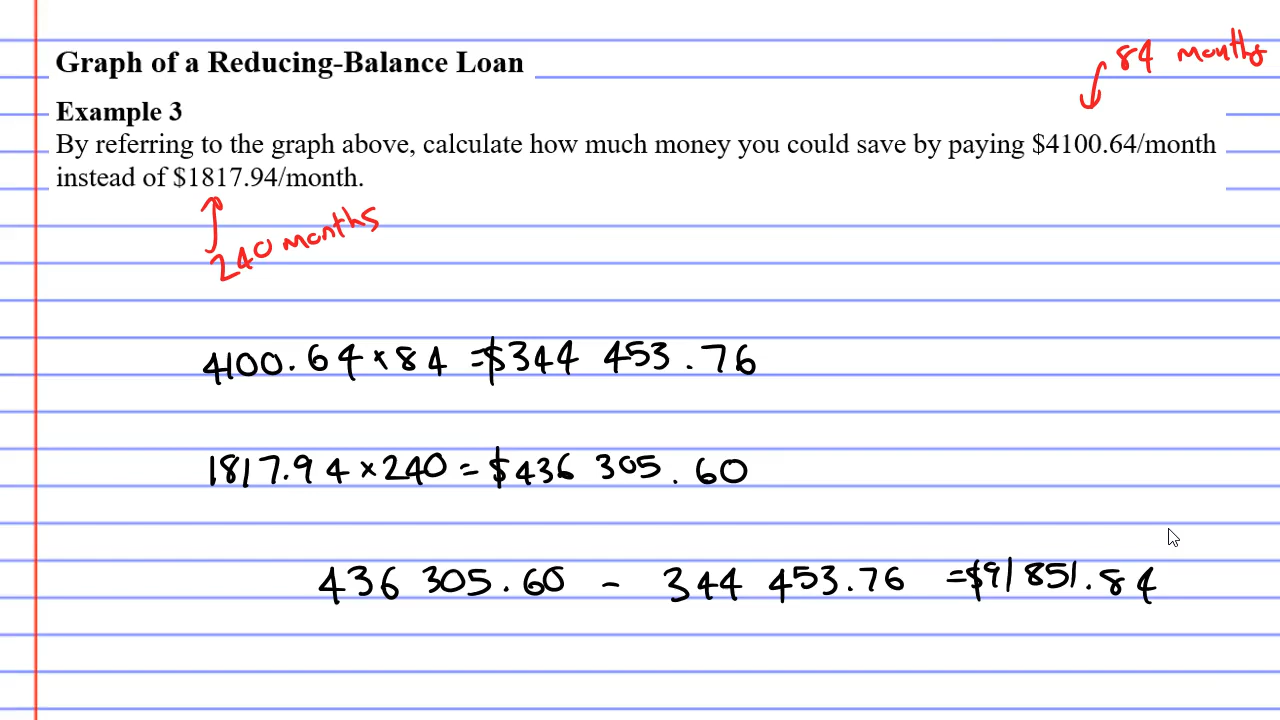 Graph of a Reducing-Balance Loan
84 months
Example 3
By referring to the graph above, calculate how much money you could save by paying $4100.64/month
instead of $1817.94/month.
240 months
4100.64 × 84 = $344 453.76
1817.94 × 240 = $436 305.60
436 305.60 - 344 453.76 = $91 851.84